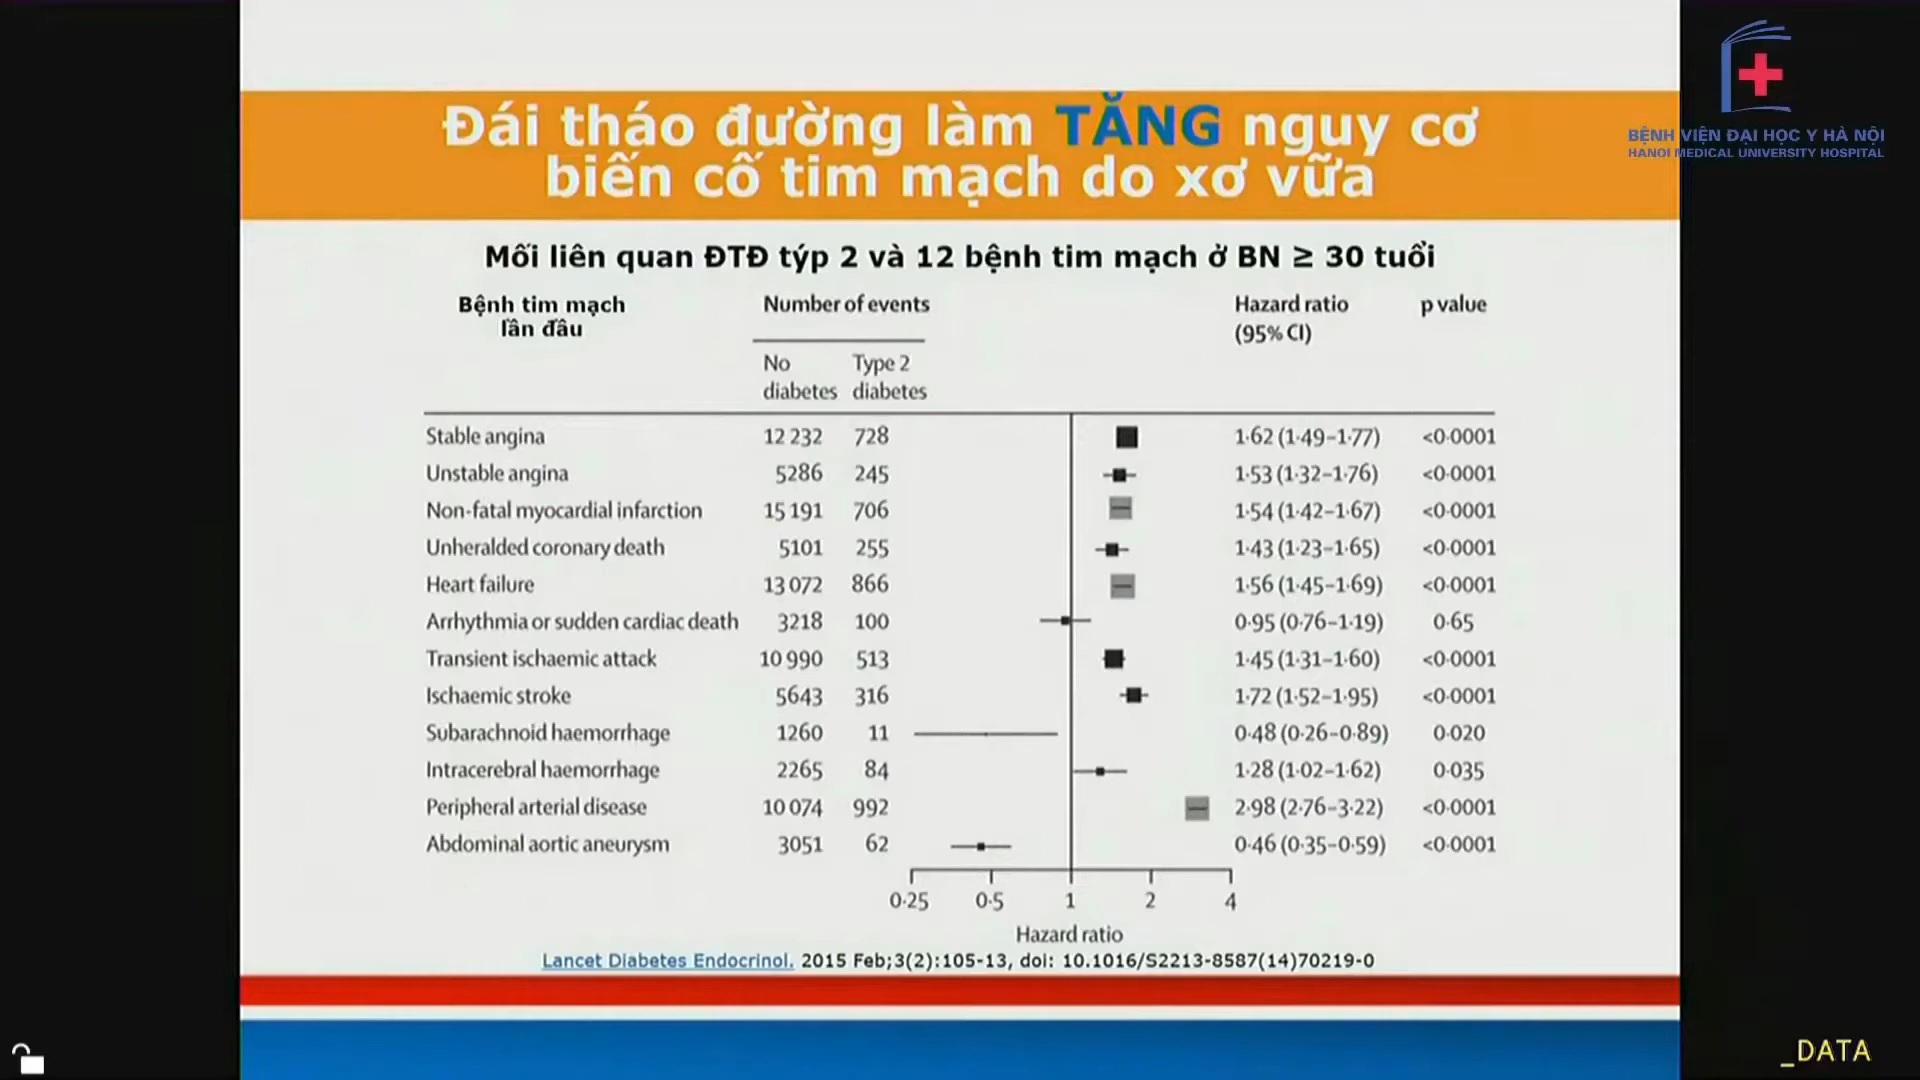 BỆNH VIỆN ĐẠI HỌC Y HÀ NỘI
HANOI MEDICAL UNIVERSITY HOSPITAL
Đái tháo đường làm TĂNG nguy cơ
biến cố tim mạch do xơ vữa
Mối liên quan ĐTĐ týp 2 và 12 bệnh tim mạch ở BN ≥ 30 tuổi
Bệnh tim mạch
lần đầu
Number of events
Hazard ratio
(95% CI)
p value
No
diabetes
Type 2
diabetes
Stable angina 12 232 728 1·62 (1·49–1·77) <0·0001
Unstable angina 5286 245 1·53 (1·32–1·76) <0·0001
Non-fatal myocardial infarction 15 191 706 1·54 (1·42–1·67) <0·0001
Unheralded coronary death 5101 255 1·43 (1·23–1·65) <0·0001
Heart failure 13 072 866 1·56 (1·45–1·69) <0·0001
Arrhythmia or sudden cardiac death 3218 100 0·95 (0·76–1·19) 0·65
Transient ischaemic attack 10 990 513 1·45 (1·31–1·60) <0·0001
Ischaemic stroke 5643 316 1·72 (1·52–1·95) <0·0001
Subarachnoid haemorrhage 1260 11 0·48 (0·26–0·89) 0·020
Intracerebral haemorrhage 2265 84 1·28 (1·02–1·62) 0·035
Peripheral arterial disease 10 074 992 2·98 (2·76–3·22) <0·0001
Abdominal aortic aneurysm 3051 62 0·46 (0·35–0·59) <0·0001
0·25 0·5 1 2 4
Hazard ratio
Lancet Diabetes Endocrinol. 2015 Feb;3(2):105-13, doi: 10.1016/S2213-8587(14)70219-0
_DATA